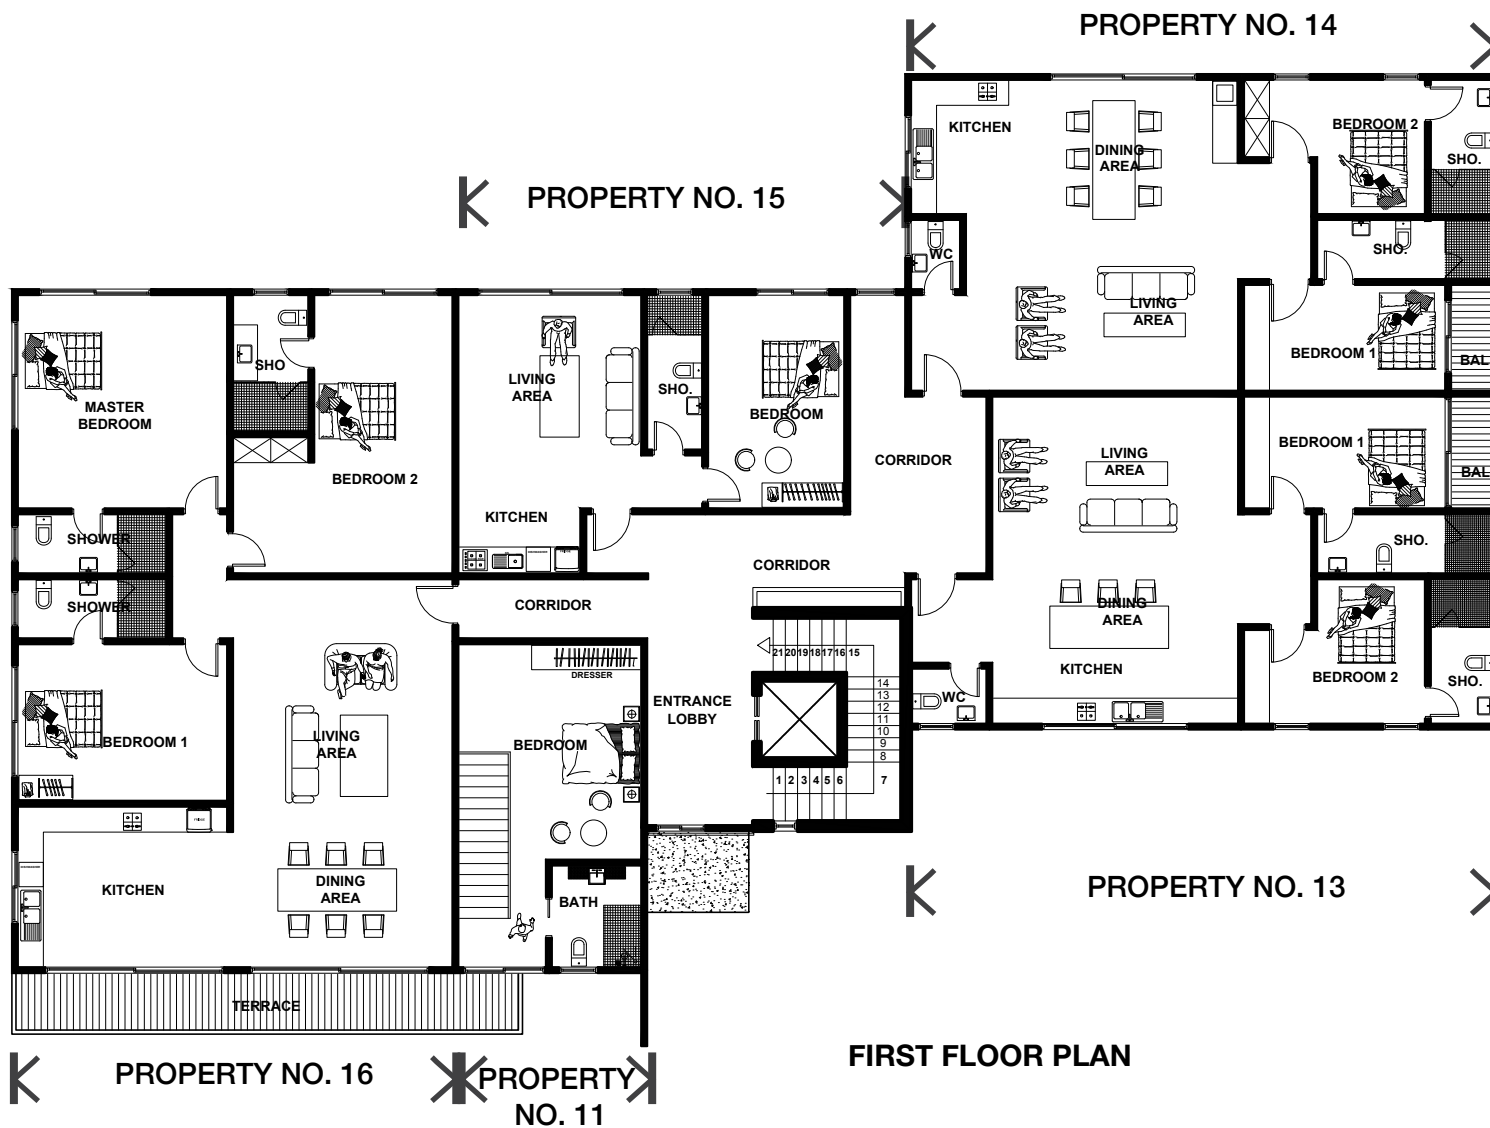 PROPERTY NO. 14
PROPERTY NO. 15
KITCHEN
DINING
AREA
BEDROOM 2
SHO.
WC
SHO.
LIVING
AREA
BEDROOM 1
BAL
MASTER
BEDROOM
SHO
BEDROOM 2
LIVING
AREA
SHO.
BEDROOM
KITCHEN
CORRIDOR
CORRIDOR
CORRIDOR
SHOWER
SHOWER
LIVING
AREA
BEDROOM 1
BAL
SHO.
DINING
AREA
KITCHEN
BEDROOM 2
SHO.
WC
21 20 19 18 17 16 15
14
13
12
11
10
9
8
1 2 3 4 5 6 7
ENTRANCE
LOBBY
DRESSER
BEDROOM
BATH
LIVING
AREA
BEDROOM 1
KITCHEN
DINING
AREA
TERRACE
PROPERTY NO. 13
FIRST FLOOR PLAN
PROPERTY NO. 16
PROPERTY
NO. 11